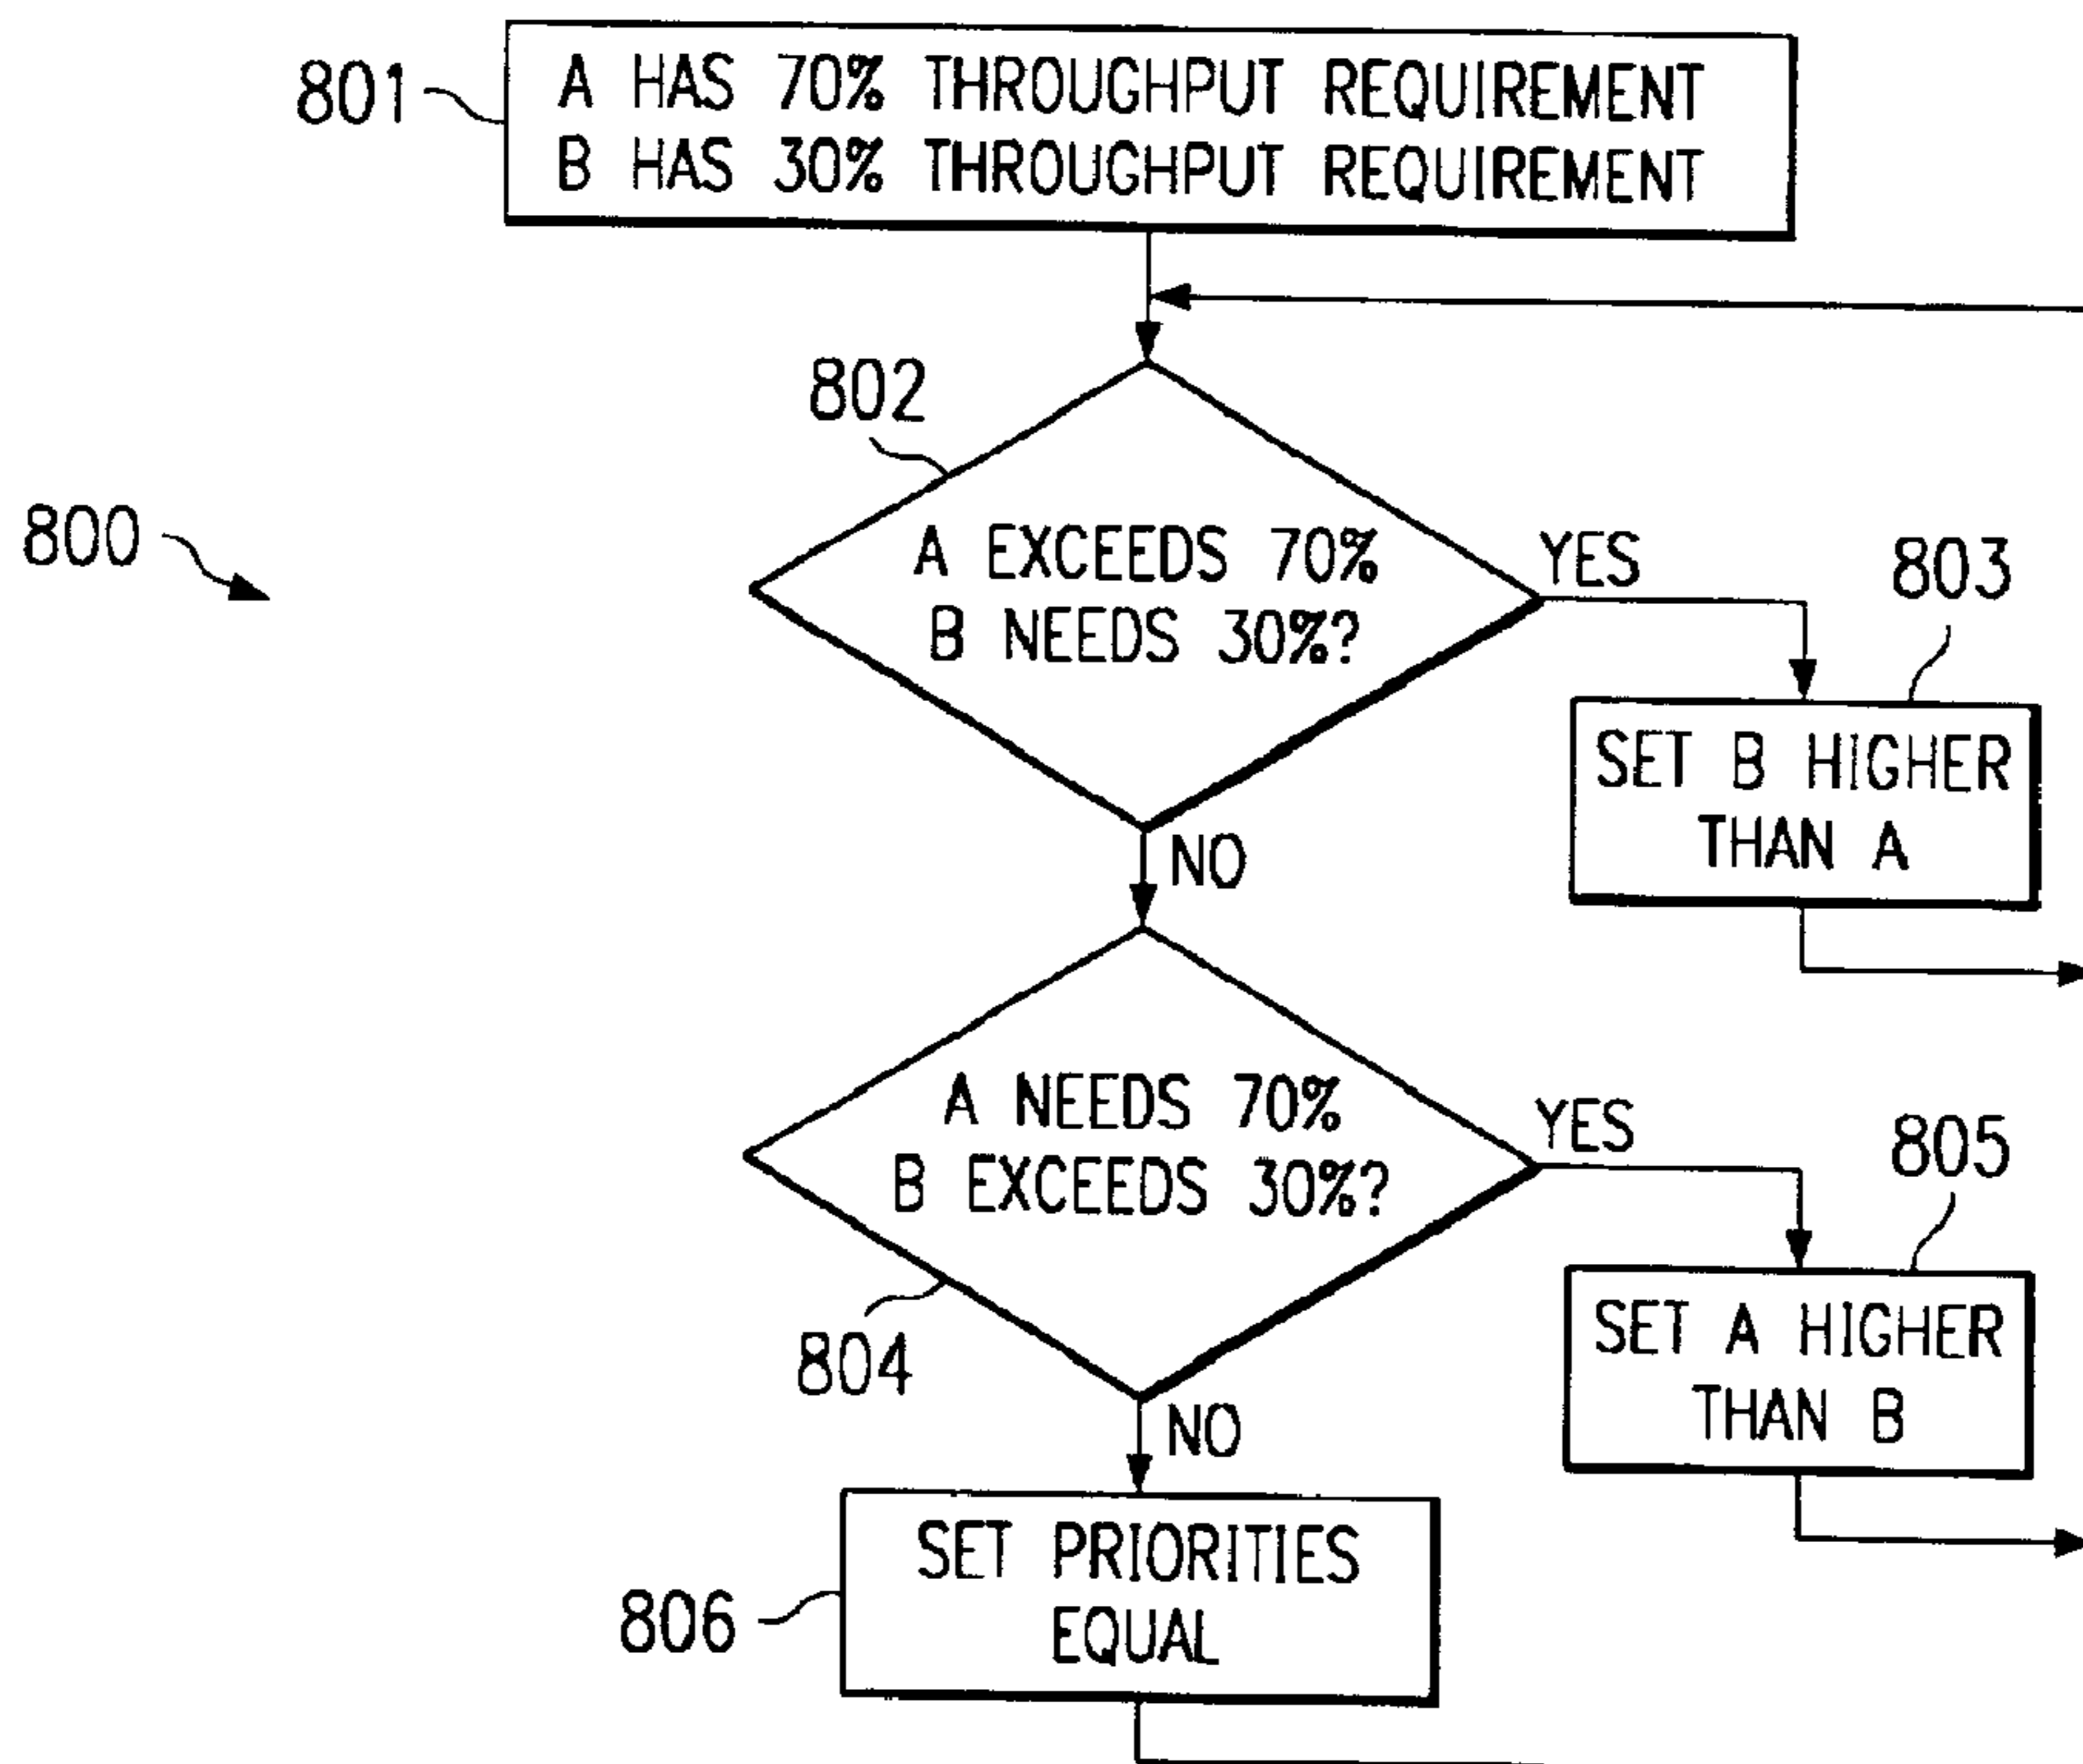 801
A HAS 70% THROUGHPUT REQUIREMENT
B HAS 30% THROUGHPUT REQUIREMENT
802
800
A EXCEEDS 70%
B NEEDS 30%?
YES
803
SET B HIGHER
THAN A
NO
A NEEDS 70%
B EXCEEDS 30%?
YES
805
804
SET A HIGHER
THAN B
NO
SET PRIORITIES
EQUAL
806